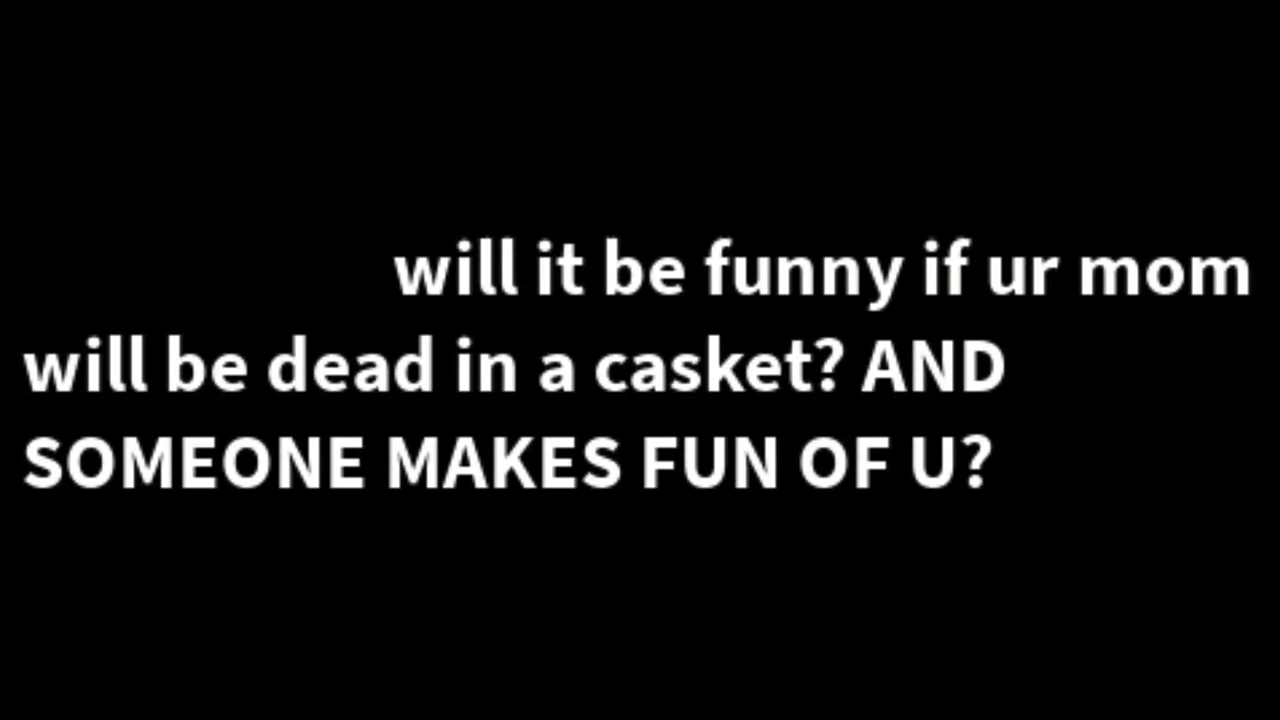 will it be funny if ur mom
will be dead in a casket? AND
SOMEONE MAKES FUN OF U?